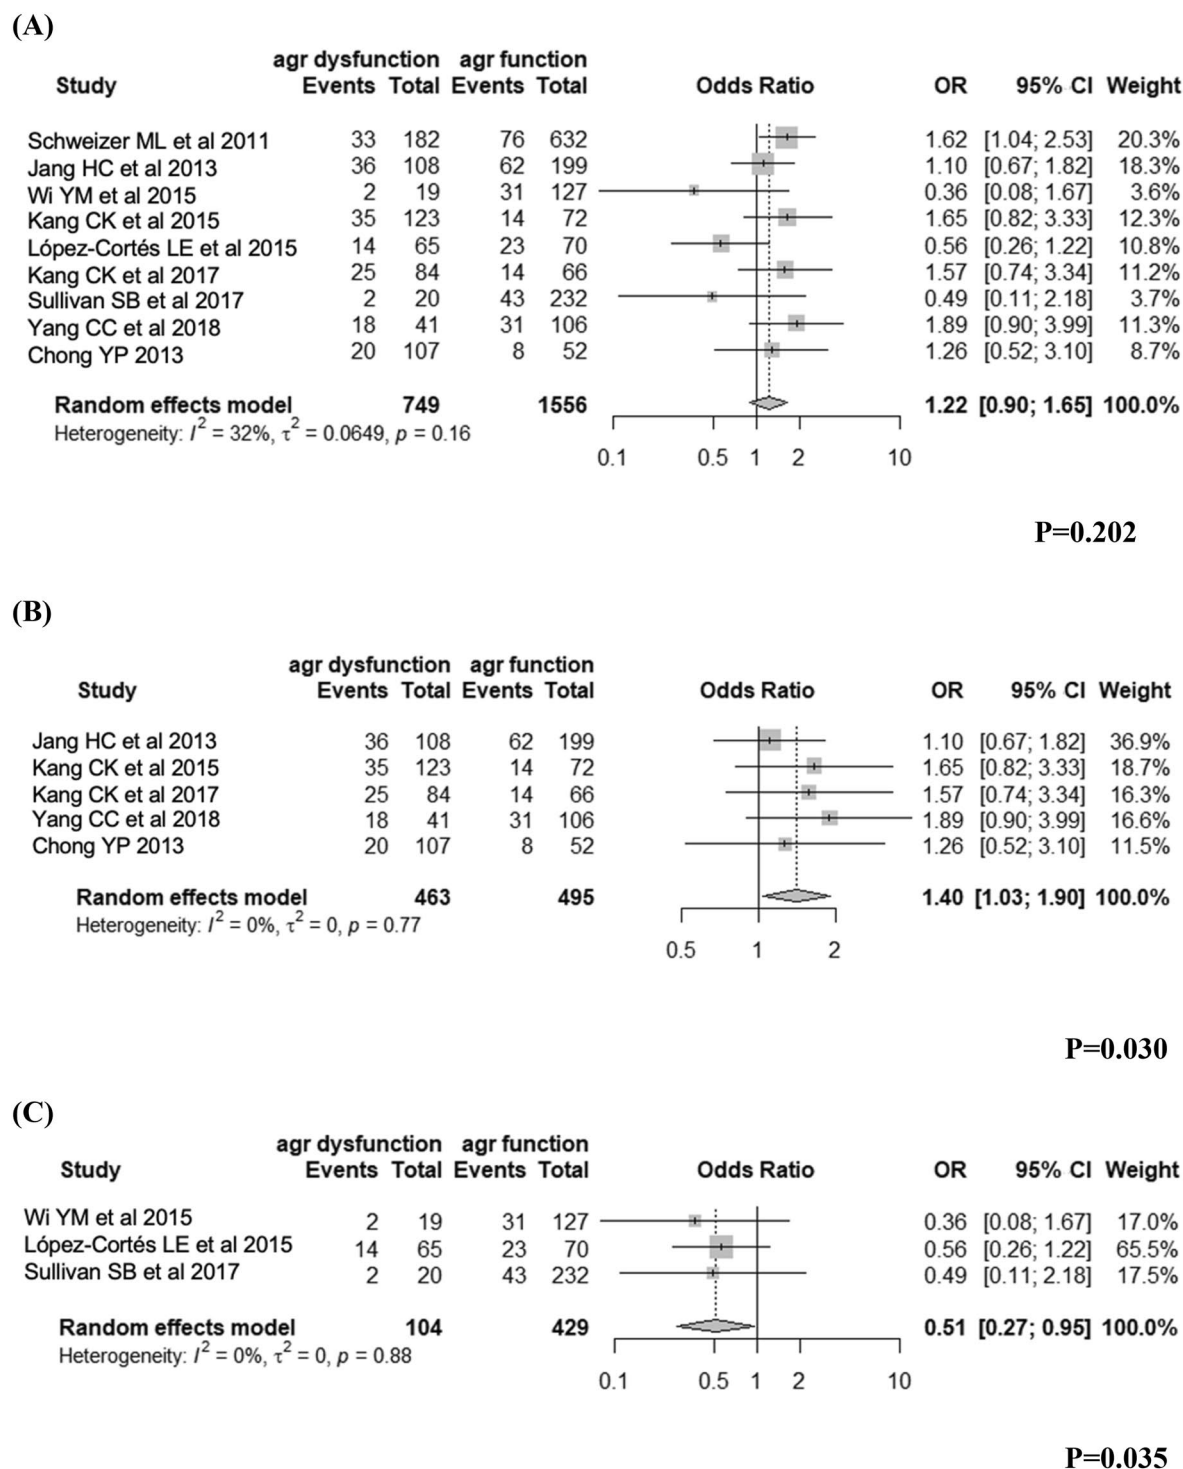 (A)
agr dysfunction agr function
Study Events Total Events Total Odds Ratio OR 95% CI Weight
Schweizer ML et al 2011 33 182 76 632 1.62 [1.04; 2.53] 20.3%
Jang HC et al 2013 36 108 62 199 1.10 [0.67; 1.82] 18.3%
Wi YM et al 2015 2 19 31 127 0.36 [0.08; 1.67] 3.6%
Kang CK et al 2015 35 123 14 72 1.65 [0.82; 3.33] 12.3%
López-Cortés LE et al 2015 14 65 23 70 0.56 [0.26; 1.22] 10.8%
Kang CK et al 2017 25 84 14 66 1.57 [0.74; 3.34] 11.2%
Sullivan SB et al 2017 2 20 43 232 0.49 [0.11; 2.18] 3.7%
Yang CC et al 2018 18 41 31 106 1.89 [0.90; 3.99] 11.3%
Chong YP 2013 20 107 8 52 1.26 [0.52; 3.10] 8.7%
Random effects model 749 1556 1.22 [0.90; 1.65] 100.0%
Heterogeneity: I² = 32%, τ² = 0.0649, p = 0.16
0.1 0.5 1 2 10
P=0.202
(B)
agr dysfunction agr function
Study Events Total Events Total Odds Ratio OR 95% CI Weight
Jang HC et al 2013 36 108 62 199 1.10 [0.67; 1.82] 36.9%
Kang CK et al 2015 35 123 14 72 1.65 [0.82; 3.33] 18.7%
Kang CK et al 2017 25 84 14 66 1.57 [0.74; 3.34] 16.3%
Yang CC et al 2018 18 41 31 106 1.89 [0.90; 3.99] 16.6%
Chong YP 2013 20 107 8 52 1.26 [0.52; 3.10] 11.5%
Random effects model 463 495 1.40 [1.03; 1.90] 100.0%
Heterogeneity: I² = 0%, τ² = 0, p = 0.77
0.5 1 2
P=0.030
(C)
agr dysfunction agr function
Study Events Total Events Total Odds Ratio OR 95% CI Weight
Wi YM et al 2015 2 19 31 127 0.36 [0.08; 1.67] 17.0%
López-Cortés LE et al 2015 14 65 23 70 0.56 [0.26; 1.22] 65.5%
Sullivan SB et al 2017 2 20 43 232 0.49 [0.11; 2.18] 17.5%
Random effects model 104 429 0.51 [0.27; 0.95] 100.0%
Heterogeneity: I² = 0%, τ² = 0, p = 0.88
0.1 0.5 1 2 10
P=0.035